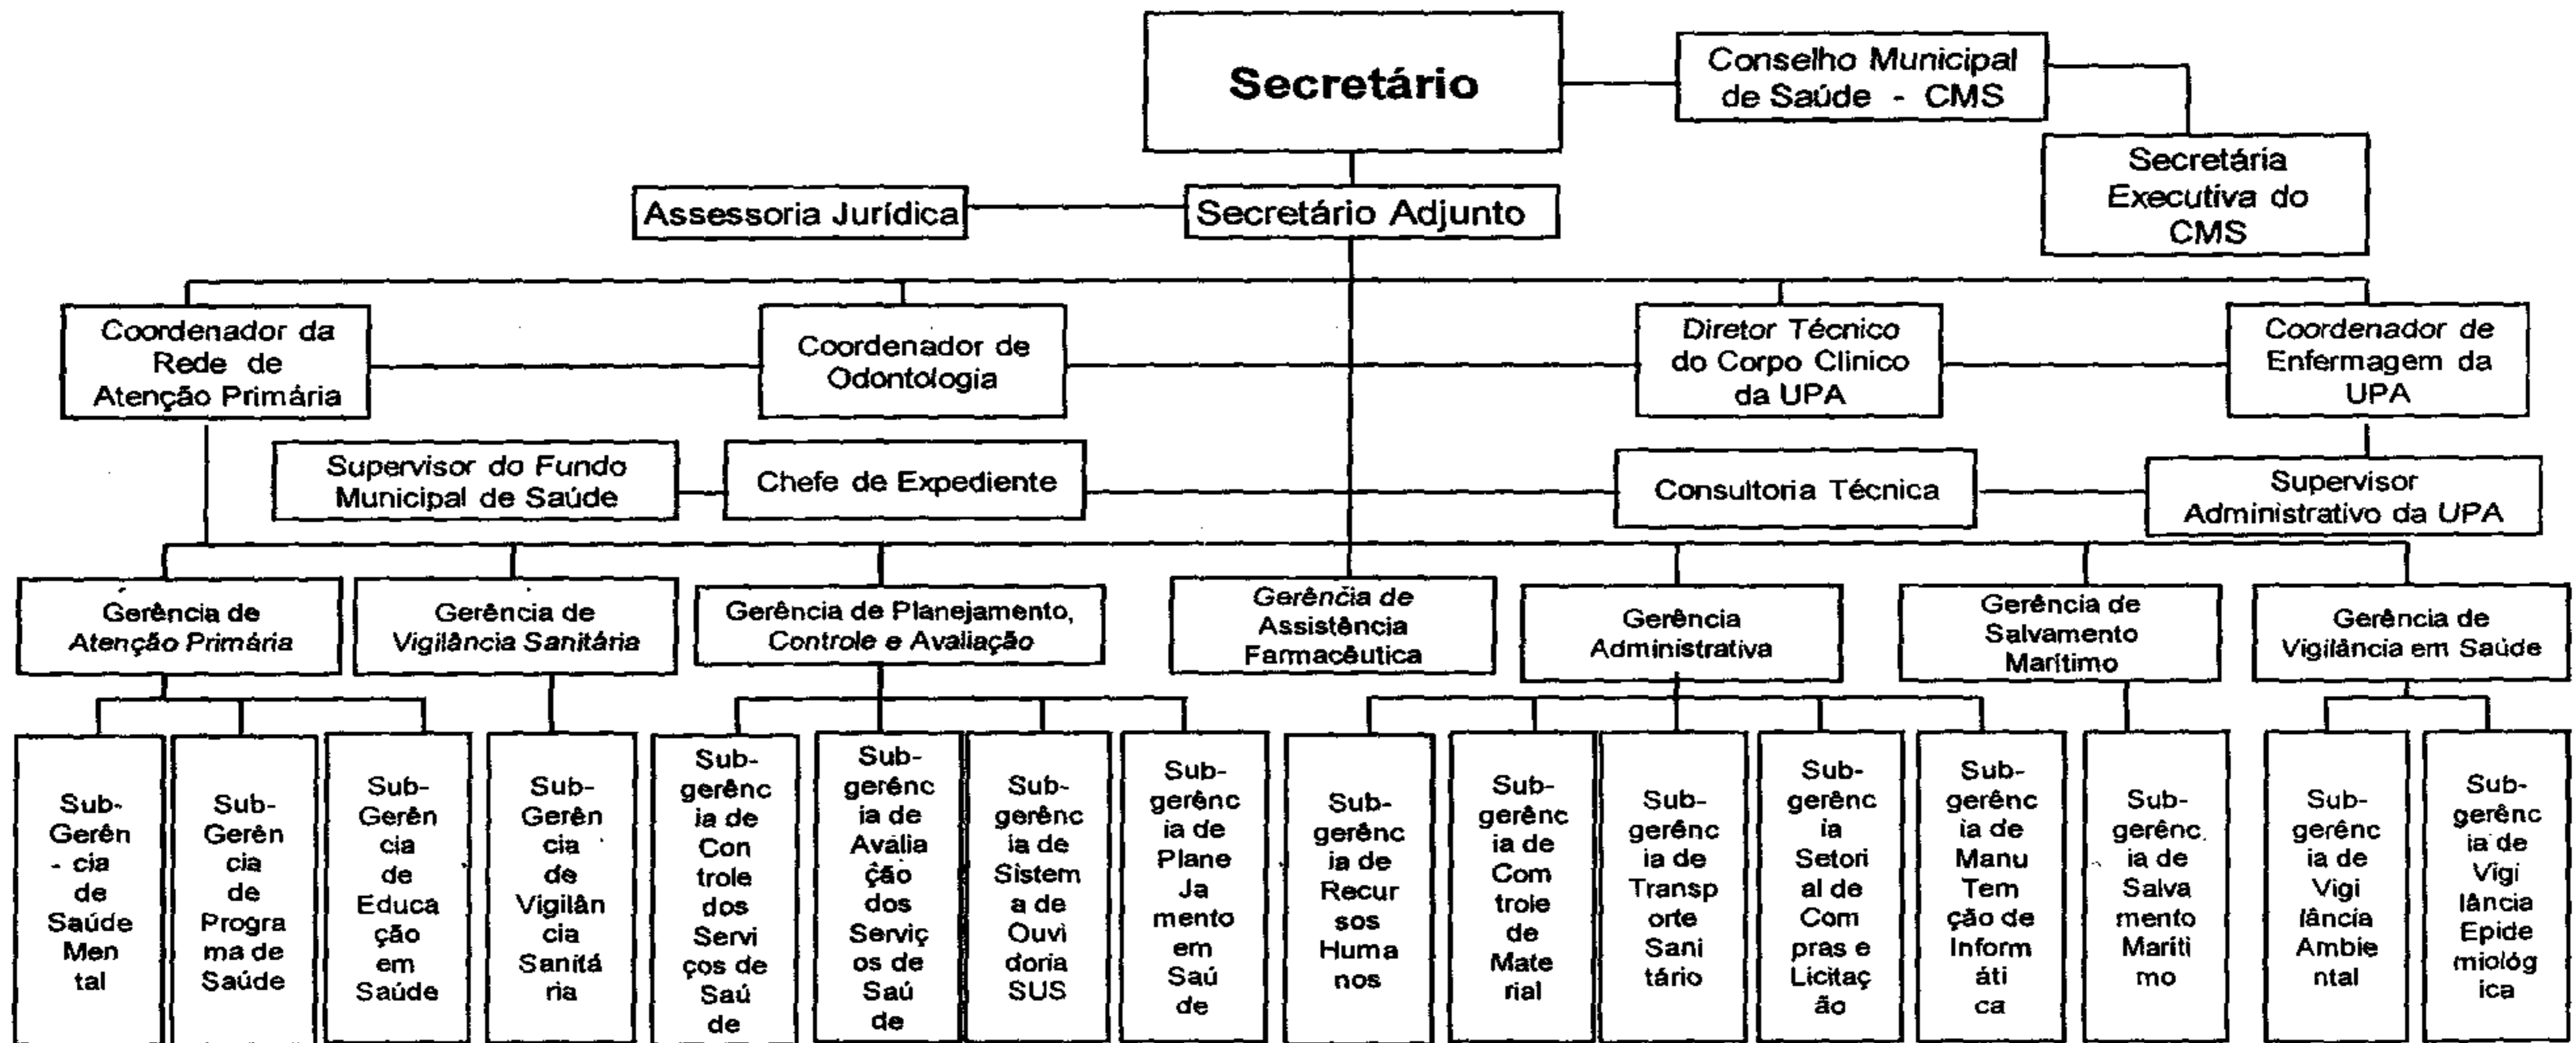 Secretário
Conselho Municipal
de Saúde - CMS
Secretária
Executiva do
CMS
Assessoria Jurídica
Secretário Adjunto
Coordenador da
Rede de
Atenção Primária
Coordenador de
Odontologia
Diretor Técnico
do Corpo Clinico
da UPA
Coordenador de
Enfermagem da
UPA
Supervisor do Fundo
Municipal de Saúde
Chefe de Expediente
Consultoria Técnica
Supervisor
Administrativo da UPA
Gerência de
Atenção Primária
Gerência de
Vigilância Sanitária
Gerência de Planejamento,
Controle e Avaliação
Gerência de
Assistência
Farmacêutica
Gerência
Administrativa
Gerência de
Salvamento
Marítimo
Gerência de
Vigilância em Saúde
Sub-
Gerên
- cia
de
Saúde
Men
tal
Sub-
Gerên
cia
de
Progra
ma de
Saúde
Sub-
Gerên
cia
de
Educa
ção
em
Saúde
Sub-
Gerên
cia
de
Vigilân
cia
Sanitá
ria
Sub-
gerênc
ia de
Con
trole
dos
Servi
ços de
Saú
de
Sub-
gerênc
ia de
Avalia
ção
dos
Serviç
os de
Saú
de
Sub-
gerênc
ia de
Sistem
a de
Ouvi
doria
SUS
Sub-
gerênc
ia de
Plane
Ja
mento
em
Saú
de
Sub-
gerênc
ia de
Recur
sos
Huma
nos
Sub-
gerênc
ia de
Com
trole
de
Mate
rial
Sub-
gerênc
ia de
Transp
orte
Sani
tário
Sub-
gerênc
ia
Setori
al de
Com
pras e
Licitaç
ão
Sub-
gerênc
ia de
Manu
Tem
ção de
Inform
áti
ca
Sub-
gerênc
ia de
Salva
mento
Maríti
mo
Sub-
gerênc
ia de
Vigi
lância
Ambie
ntal
Sub-
gerênc
ia de
Vigi
lância
Epide
miológ
ica